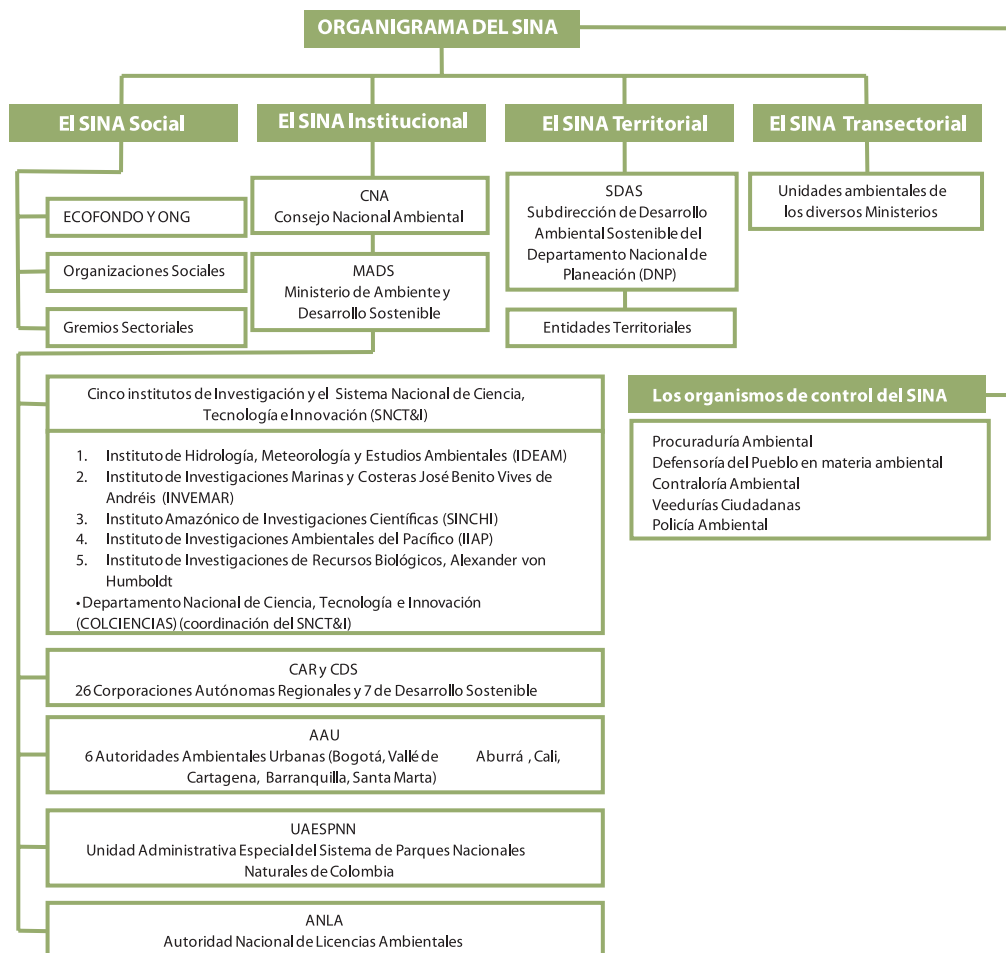 ORGANIGRAMA DEL SINA
El SINA Social
ECOFONDO Y ONG
Organizaciones Sociales
Gremios Sectoriales
El SINA Institucional
CNA
Consejo Nacional Ambiental
MADS
Ministerio de Ambiente y
Desarrollo Sostenible
El SINA Territorial
SDAS
Subdirección de Desarrollo
Ambiental Sostenible del
Departamento Nacional de
Planeación (DNP)
Entidades Territoriales
El SINA Transectorial
Unidades ambientales de
los diversos Ministerios
Cinco institutos de Investigación y el Sistema Nacional de Ciencia,
Tecnología e Innovación (SNCT&I)
1. Instituto de Hidrología, Meteorología y Estudios Ambientales (IDEAM)
2. Instituto de Investigaciones Marinas y Costeras José Benito Vives de
Andréis (INVEMAR)
3. Instituto Amazónico de Investigaciones Científicas (SINCHI)
4. Instituto de Investigaciones Ambientales del Pacífico (IIAP)
5. Instituto de Investigaciones de Recursos Biológicos, Alexander von
Humboldt
• Departamento Nacional de Ciencia, Tecnología e Innovación
(COLCIENCIAS) (coordinación del SNCT&I)
CAR y CDS
26 Corporaciones Autónomas Regionales y 7 de Desarrollo Sostenible
AAU
6 Autoridades Ambientales Urbanas (Bogotá, Vallé de Aburrá , Cali,
Cartagena, Barranquilla, Santa Marta)
UAESPNN
Unidad Administrativa Especial del Sistema de Parques Nacionales
Naturales de Colombia
ANLA
Autoridad Nacional de Licencias Ambientales
Los organismos de control del SINA
Procuraduría Ambiental
Defensoría del Pueblo en materia ambiental
Contraloría Ambiental
Veedurías Ciudadanas
Policía Ambiental